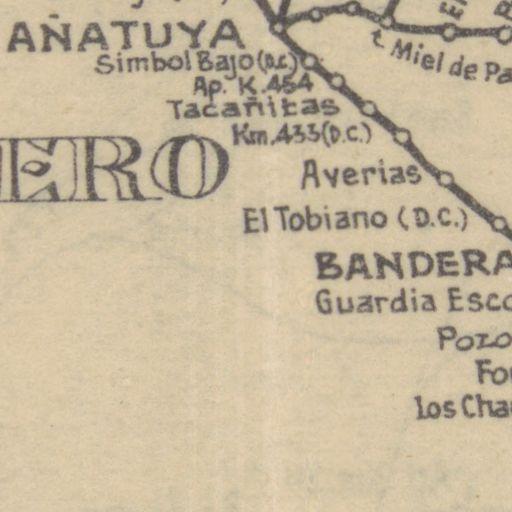 AÑATUYA
Simbol Bajo (D.C.)
Ap. K. 454
Tacañitas
Km. 433 (D.C.)
ERO
Averias
El Tobiano (D.C.)
BANDERA
Guardia Esco
Pozo
Fo
Los Cha
El
Miel de Pa